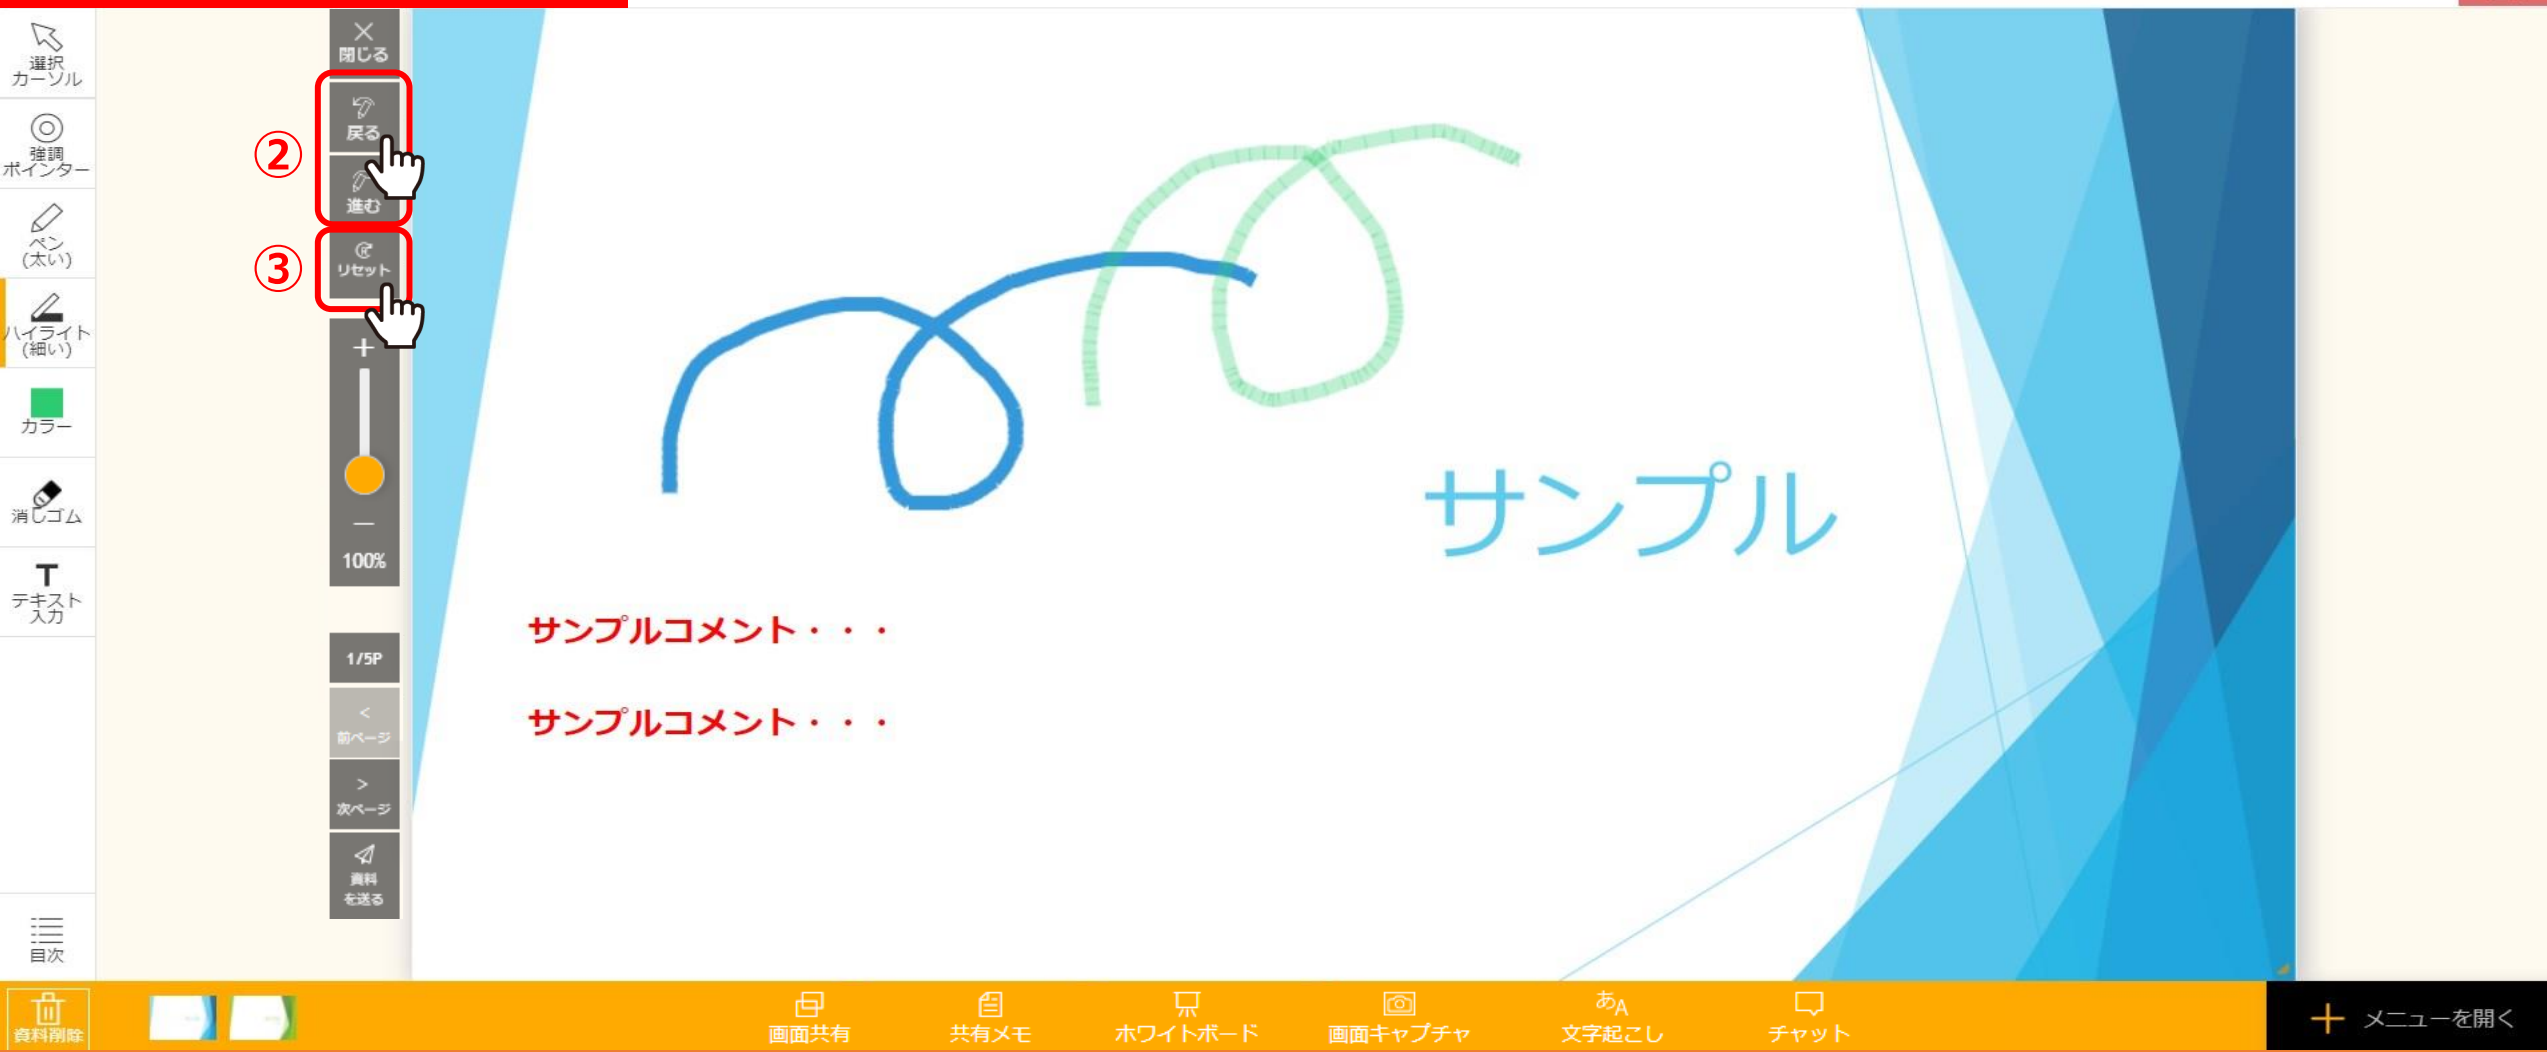 選択
カーソル
強調
ポインター
ペン
(太い)
ハイライト
(細い)
カラー
消しゴム
T
テキスト
入力
目次
閉じる
②
戻る
進む
③
R
リセット
+
−
100%
1/5P
<
前ページ
>
次ページ
資料
を送る
サンプル
サンプルコメント・・・
サンプルコメント・・・
資料削除
画面共有
共有メモ
ホワイトボード
画面キャプチャ
あA
文字起こし
チャット
+ メニューを開く